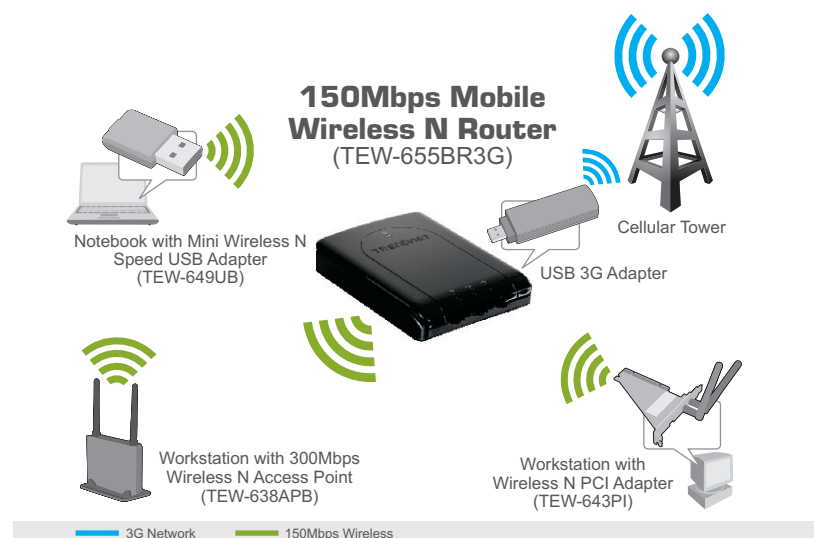 150Mbps Mobile
Wireless N Router
(TEW-655BR3G)
Cellular Tower
Notebook with Mini Wireless N
Speed USB Adapter
(TEW-649UB)
TRENDNET
USB 3G Adapter
Workstation with 300Mbps
Wireless N Access Point
(TEW-638APB)
Workstation with
Wireless N PCI Adapter
(TEW-643PI)
3G Network
150Mbps Wireless